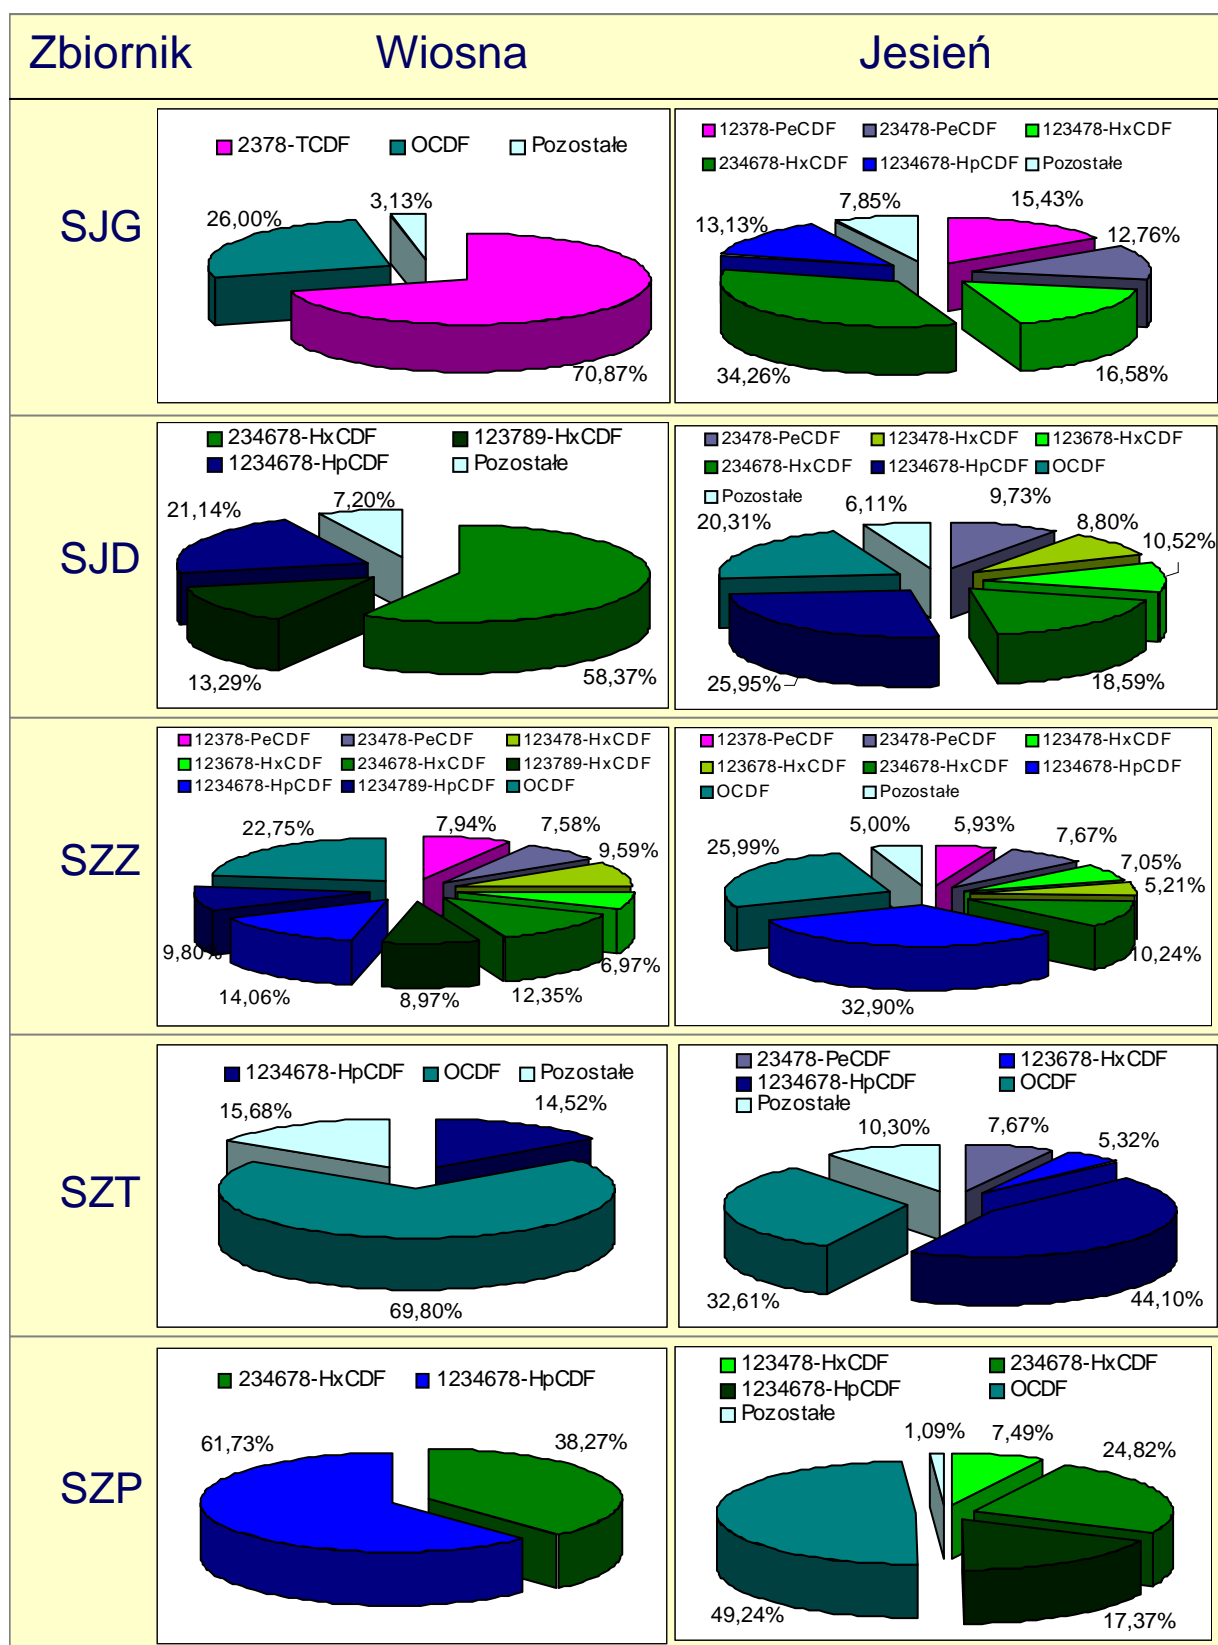 Zbiornik Wiosna Jesień
SJG
2378-TCDF OCDF Pozostałe
26,00% 3,13%
70,87%
12378-PeCDF 23478-PeCDF 123478-HxCDF
234678-HxCDF 1234678-HpCDF Pozostałe
13,13% 7,85% 15,43% 12,76%
34,26% 16,58%
SJD
234678-HxCDF 123789-HxCDF
1234678-HpCDF Pozostałe
21,14% 7,20%
13,29% 58,37%
23478-PeCDF 123478-HxCDF 123678-HxCDF
234678-HxCDF 1234678-HpCDF OCDF
Pozostałe
20,31% 6,11% 9,73% 8,80% 10,52%
25,95% 18,59%
SZZ
12378-PeCDF 23478-PeCDF 123478-HxCDF
123678-HxCDF 234678-HxCDF 123789-HxCDF
1234678-HpCDF 1234789-HpCDF OCDF
22,75% 7,94% 7,58% 9,59%
9,80% 14,06% 8,97% 12,35% 6,97%
12378-PeCDF 23478-PeCDF 123478-HxCDF
123678-HxCDF 234678-HxCDF 1234678-HpCDF
OCDF Pozostałe
25,99% 5,00% 5,93% 7,67% 7,05%
5,21%
10,24%
32,90%
SZT
1234678-HpCDF OCDF Pozostałe
15,68% 14,52%
69,80%
23478-PeCDF 123678-HxCDF
1234678-HpCDF OCDF
Pozostałe
10,30% 7,67% 5,32%
32,61% 44,10%
SZP
234678-HxCDF 1234678-HpCDF
61,73% 38,27%
123478-HxCDF 234678-HxCDF
1234678-HpCDF OCDF
Pozostałe
1,09% 7,49% 24,82%
49,24% 17,37%